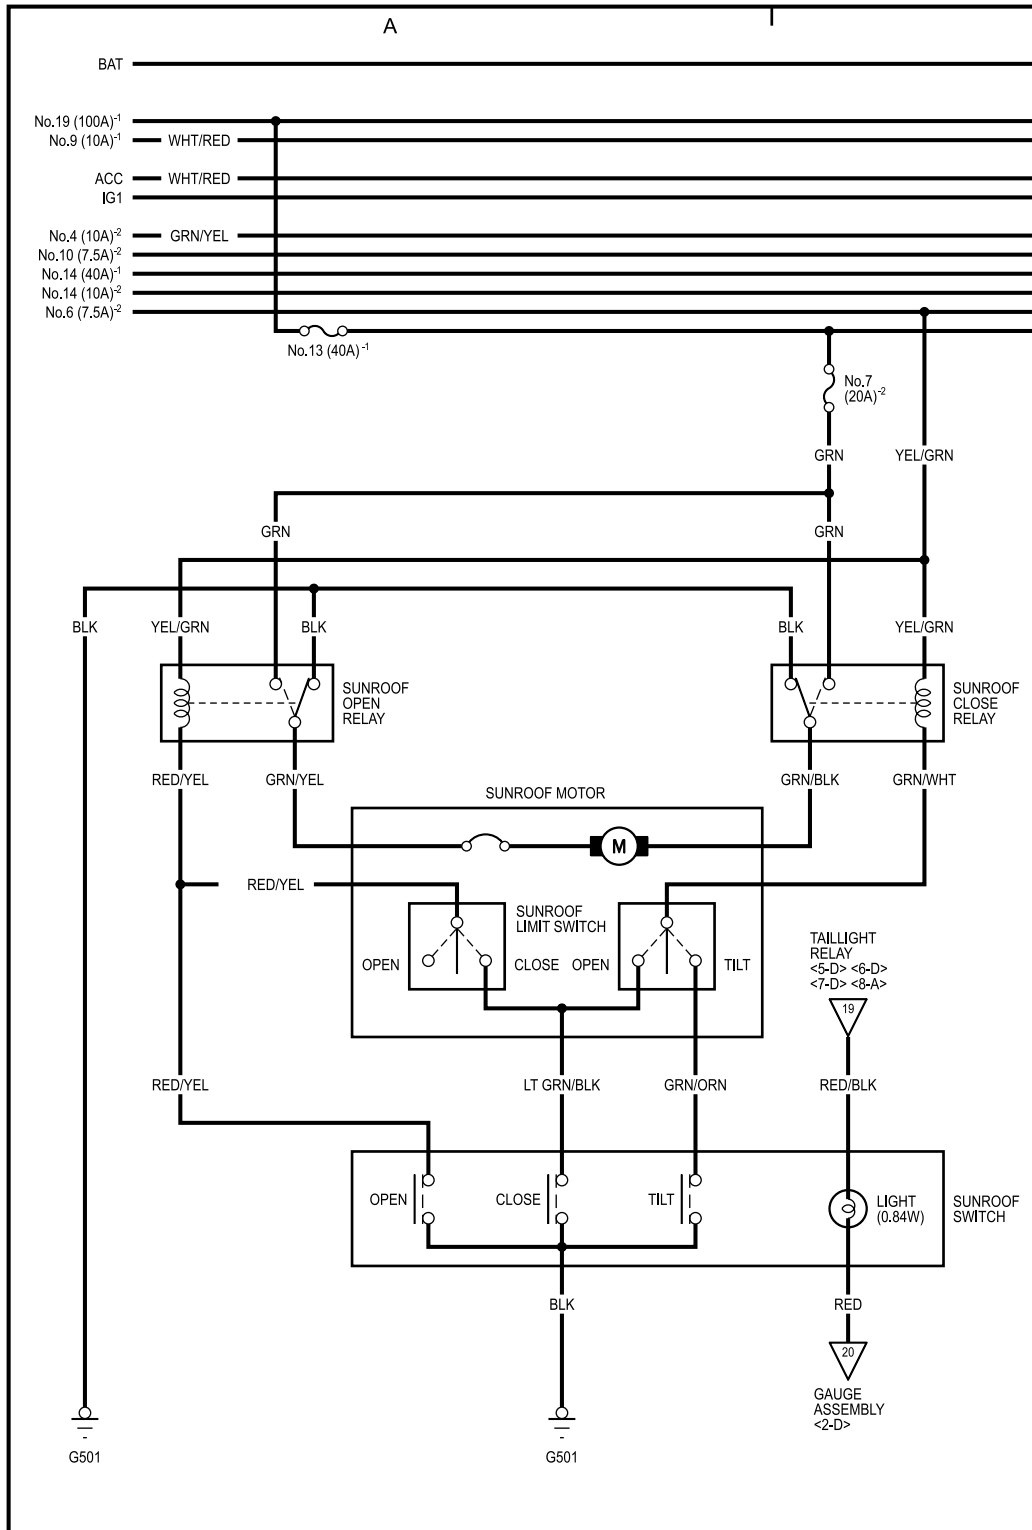 A
BAT
No.19 (100A)-1
No.9 (10A)-1 WHT/RED
ACC WHT/RED
IG1
No.4 (10A)-2 GRN/YEL
No.10 (7.5A)-2
No.14 (40A)-1
No.14 (10A)-2
No.6 (7.5A)-2
No.13 (40A) -1
No.7
(20A)-2
GRN YEL/GRN
GRN GRN
BLK YEL/GRN BLK BLK YEL/GRN
SUNROOF
OPEN
RELAY
SUNROOF
CLOSE
RELAY
RED/YEL GRN/YEL GRN/BLK GRN/WHT
SUNROOF MOTOR
M
RED/YEL
SUNROOF
LIMIT SWITCH
OPEN CLOSE OPEN TILT
TAILLIGHT
RELAY
<5-D> <6-D>
<7-D> <8-A>
19
RED/YEL LT GRN/BLK GRN/ORN RED/BLK
OPEN CLOSE TILT
LIGHT
(0.84W)
SUNROOF
SWITCH
BLK RED
20
GAUGE
ASSEMBLY
<2-D>
G501 G501